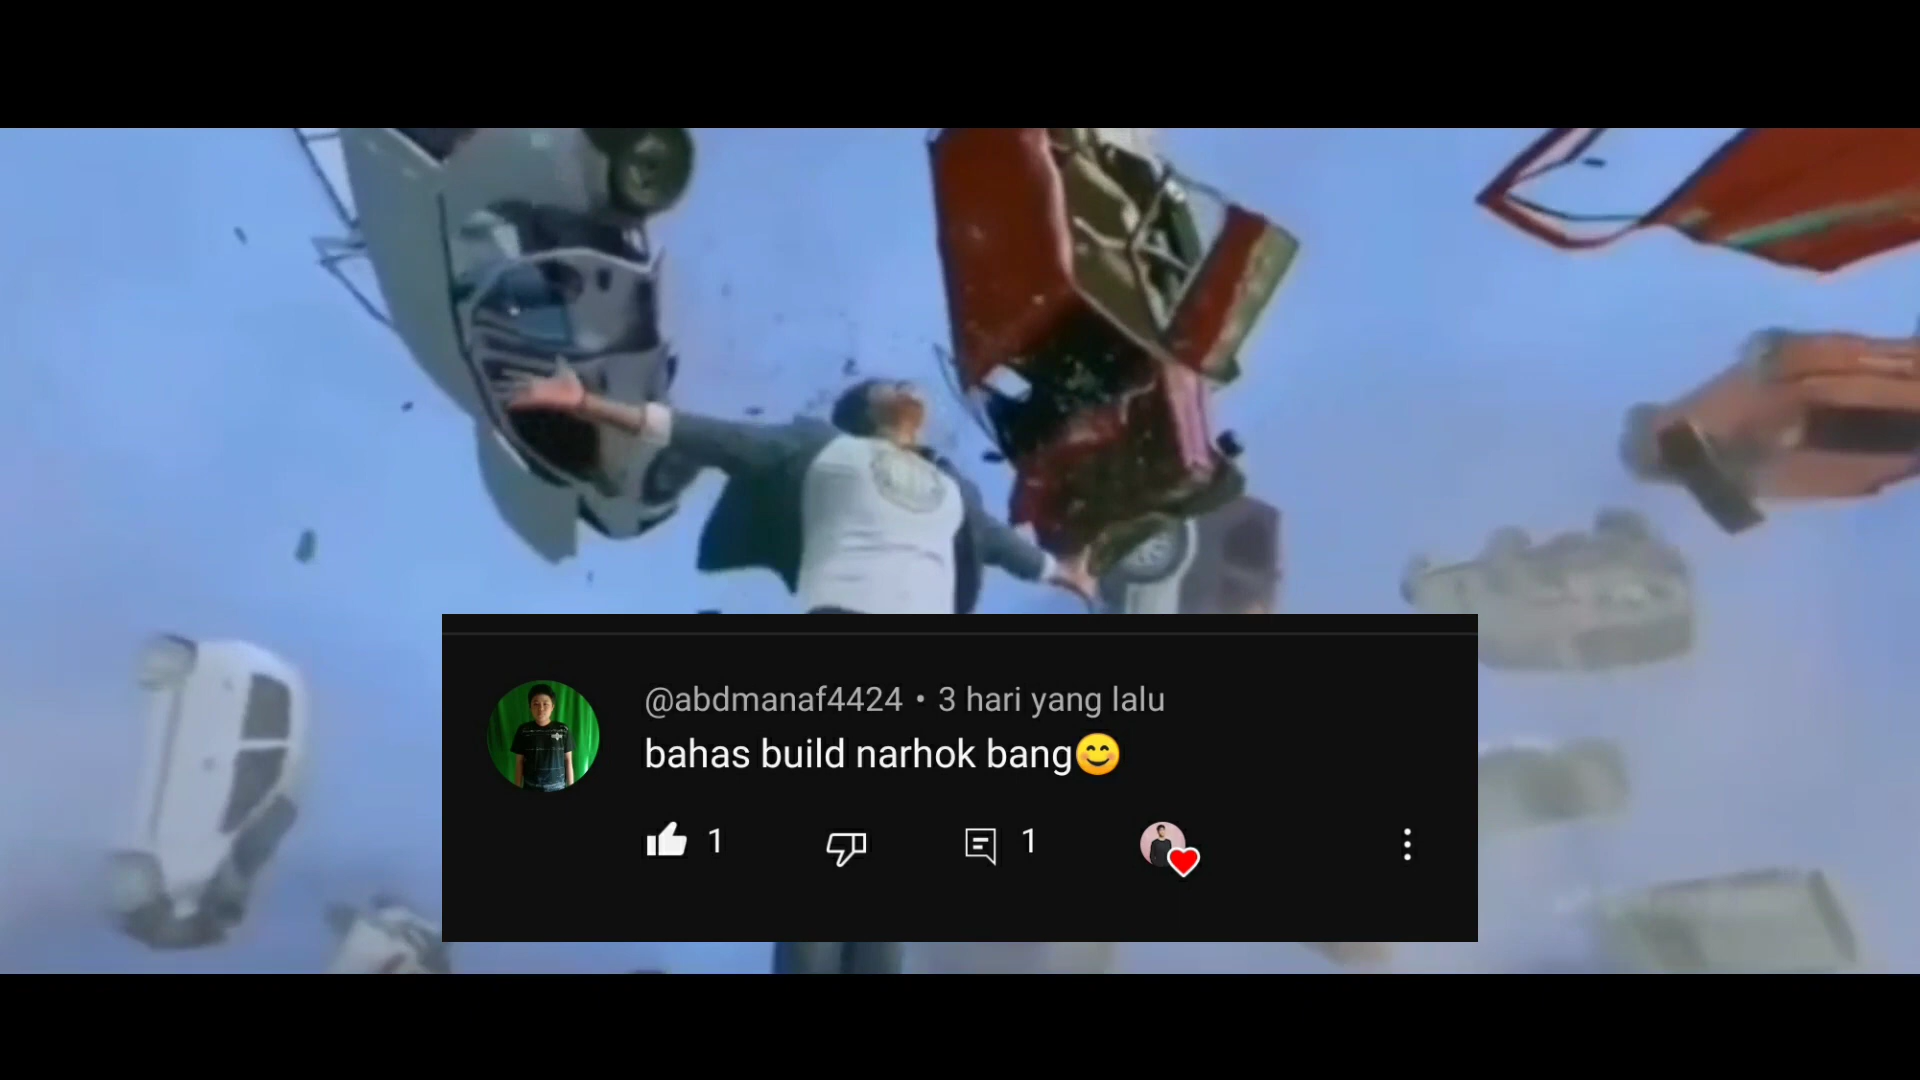 @abdmanaf4424 • 3 hari yang lalu
bahas build narhok bang😊
1
1